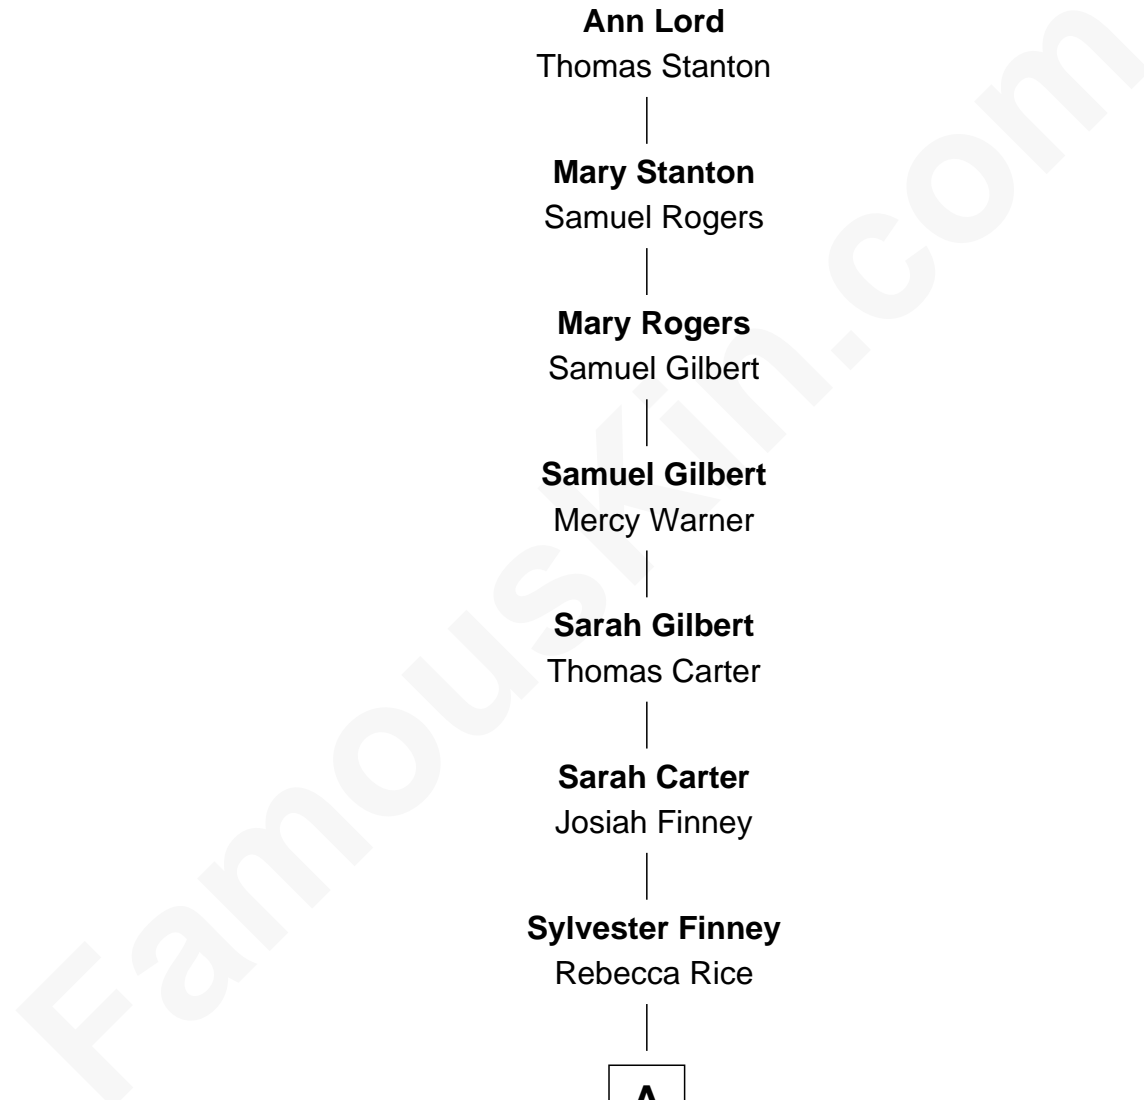 Ann Lord
Thomas Stanton
Mary Stanton
Samuel Rogers
Mary Rogers
Samuel Gilbert
Samuel Gilbert
Mercy Warner
Sarah Gilbert
Thomas Carter
Sarah Carter
Josiah Finney
Sylvester Finney
Rebecca Rice
A
FamousKin.com